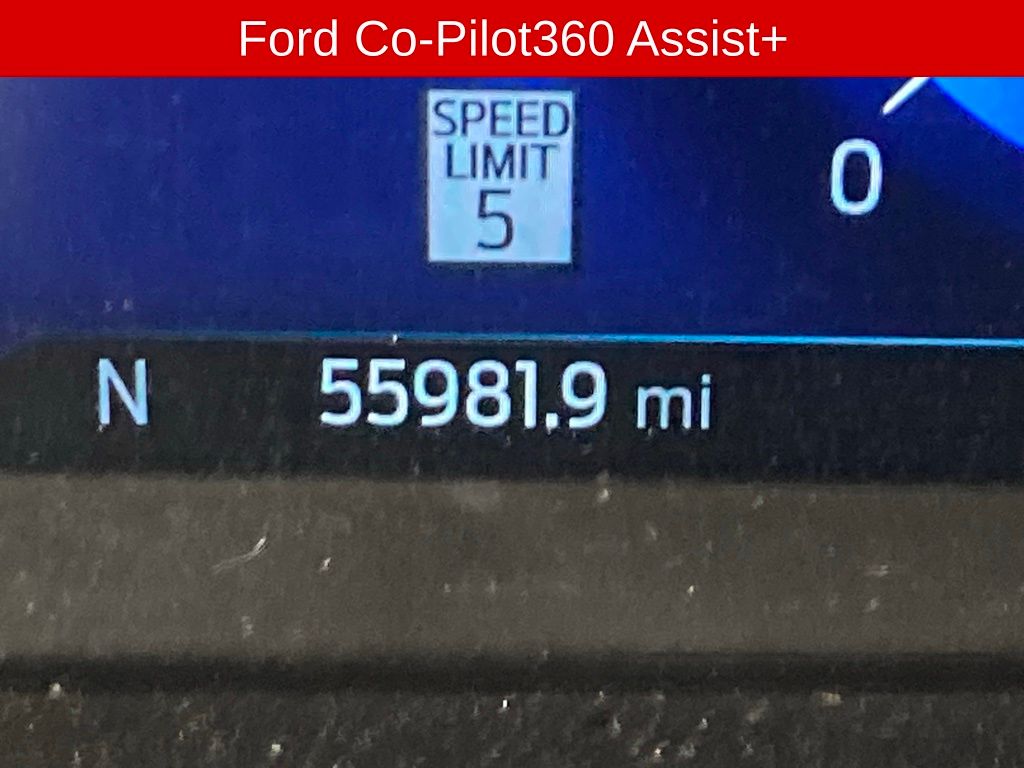 Ford Co-Pilot360 Assist+
SPEED
LIMIT
5
0
N 55981.9 mi